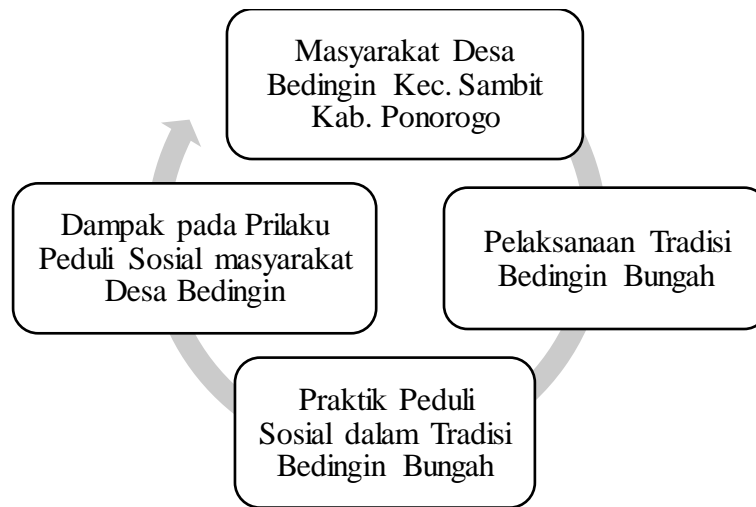 Masyarakat Desa
Bedingin Kec. Sambit
Kab. Ponorogo
Pelaksanaan Tradisi
Bedingin Bungah
Praktik Peduli
Sosial dalam Tradisi
Bedingin Bungah
Dampak pada Prilaku
Peduli Sosial masyarakat
Desa Bedingin